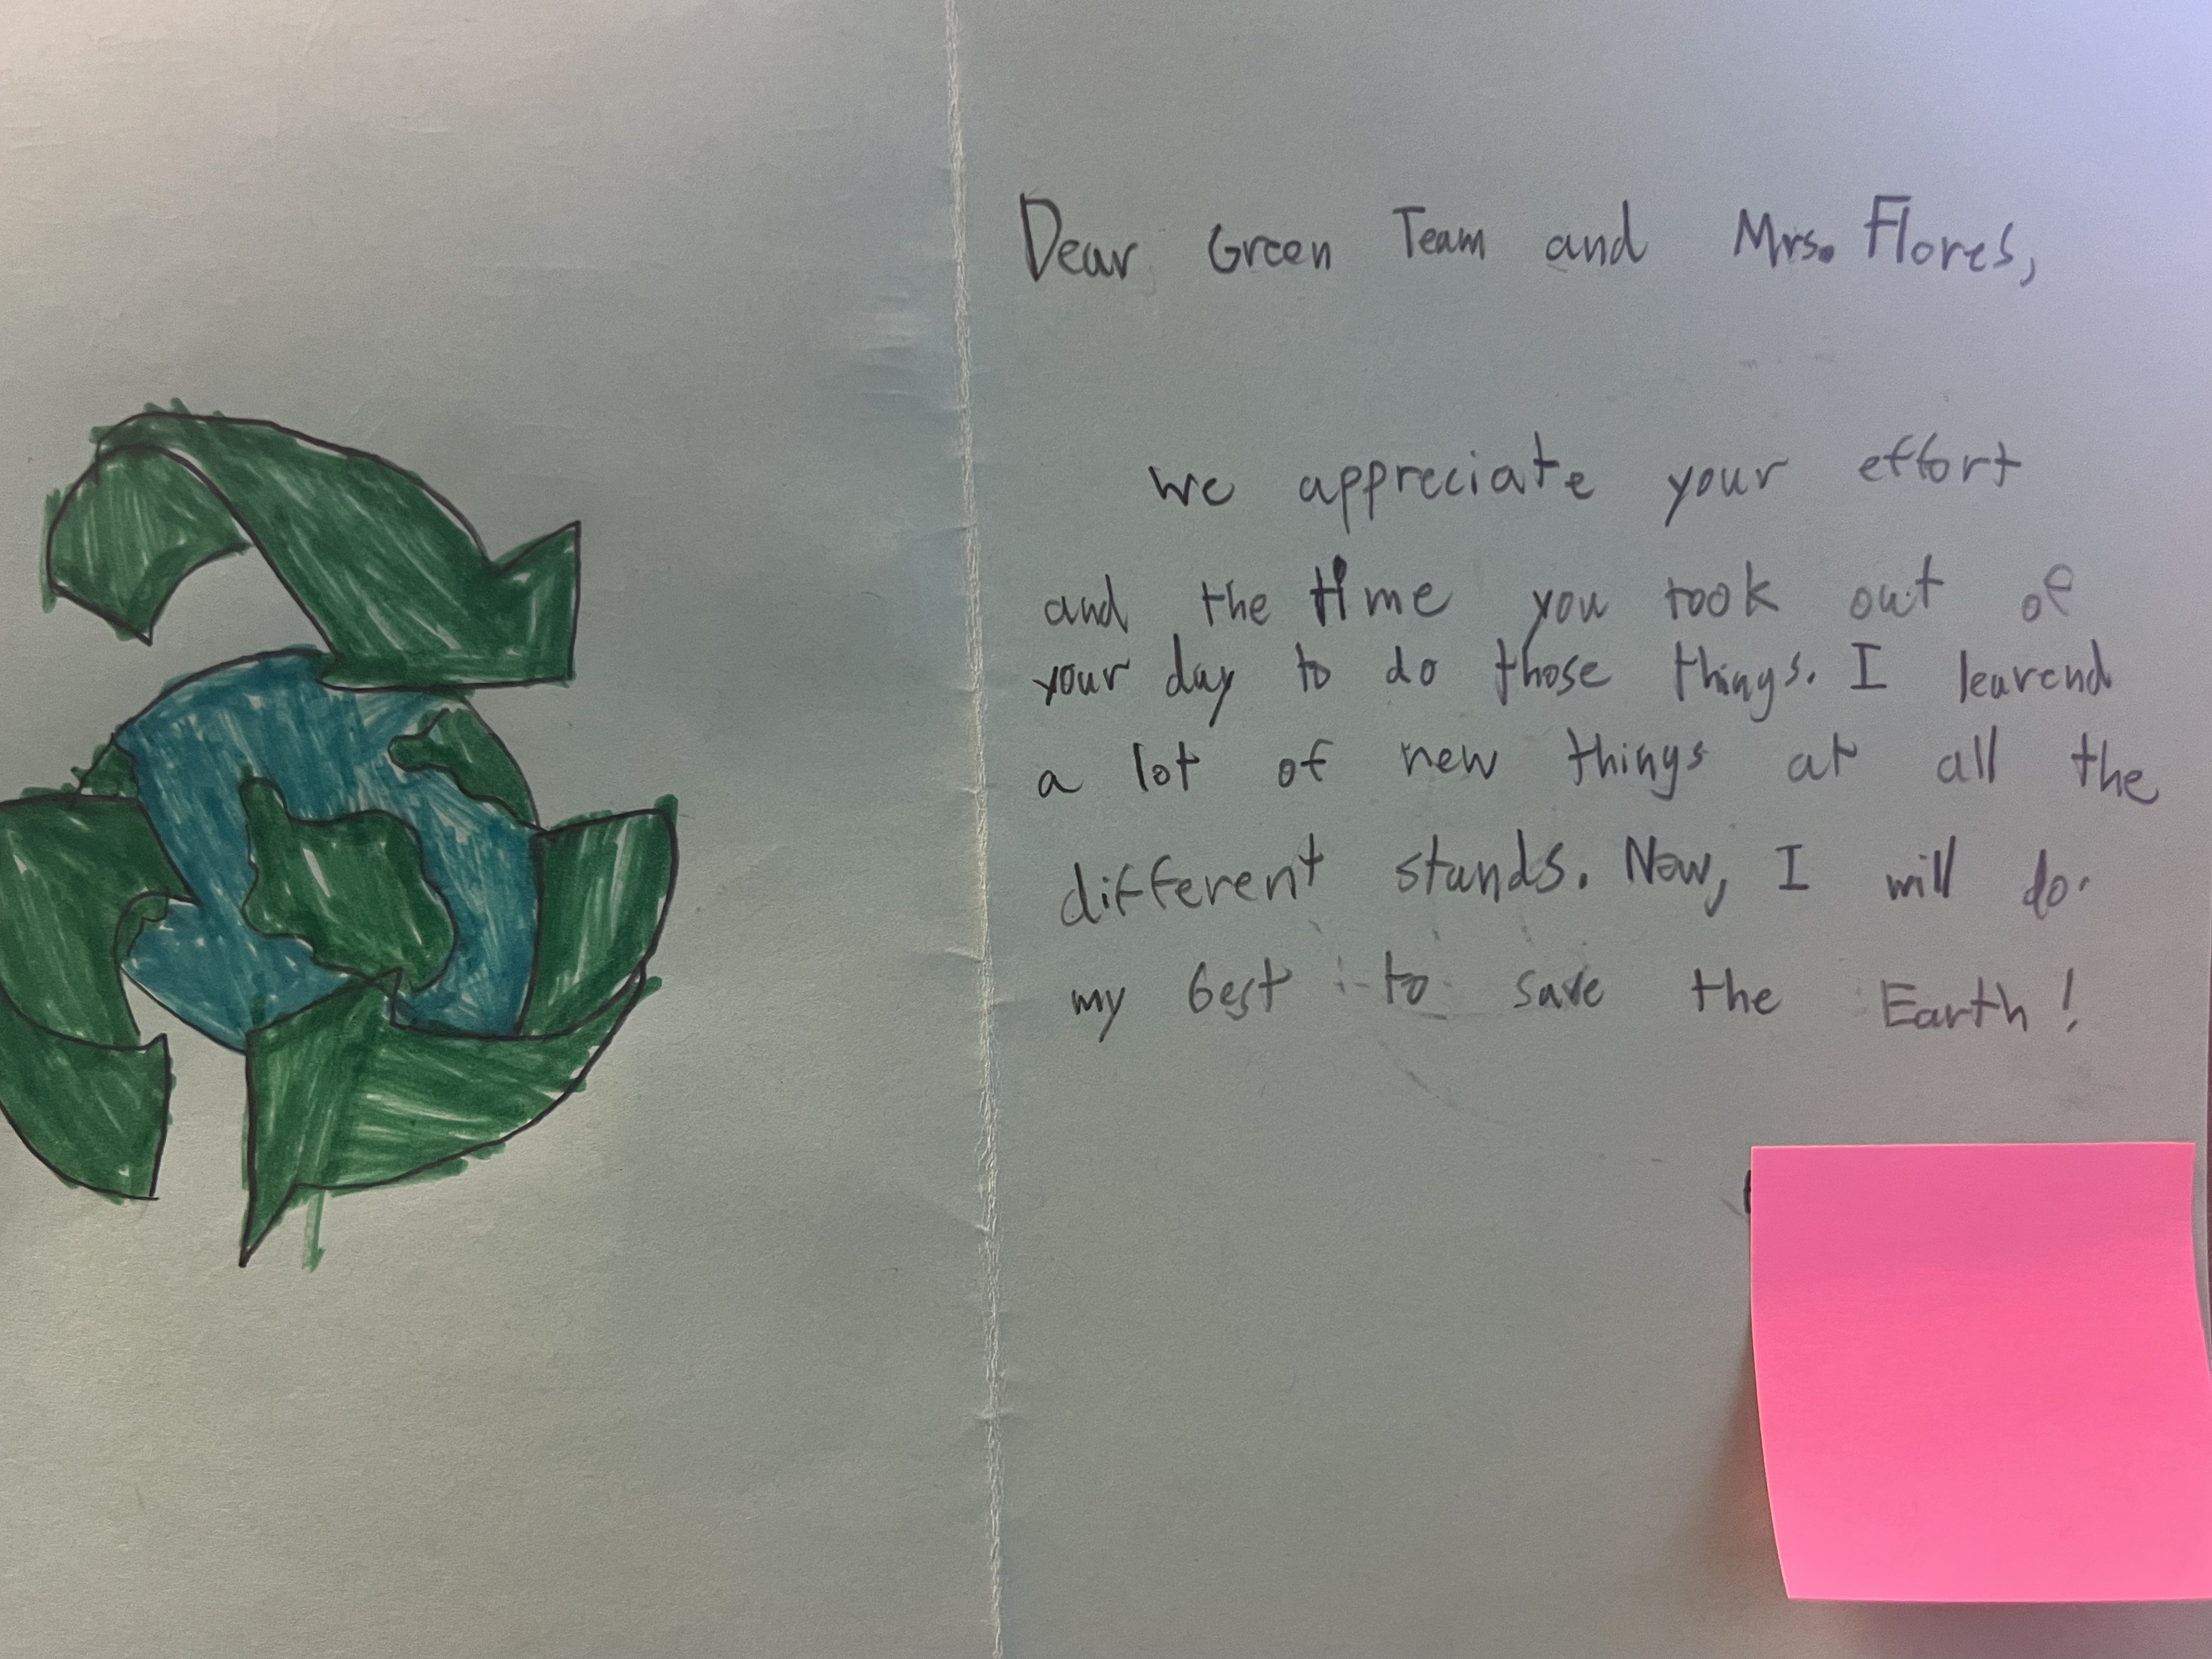 Dear Green Team and Mrs. Flores,
we appreciate your effort
and the time you took out of
your day to do those things. I learend
a lot of new things at all the
different stands. Now, I will do
my best to save the Earth!